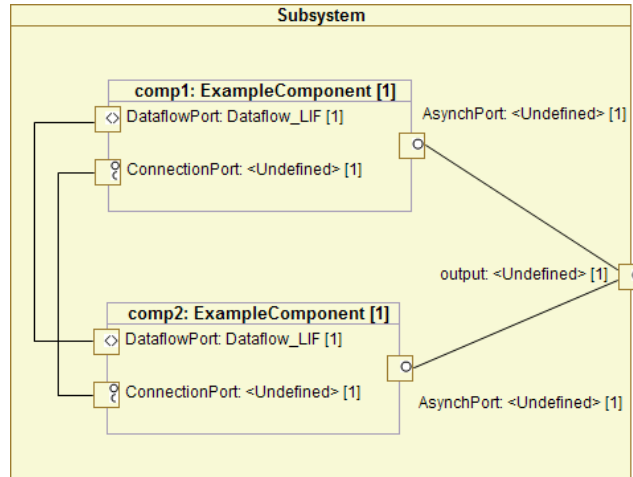 Subsystem
comp1: ExampleComponent [1]
DataflowPort: Dataflow_LIF [1]
AsynchPort: <Undefined> [1]
ConnectionPort: <Undefined> [1]
output: <Undefined> [1]
comp2: ExampleComponent [1]
DataflowPort: Dataflow_LIF [1]
ConnectionPort: <Undefined> [1]
AsynchPort: <Undefined> [1]